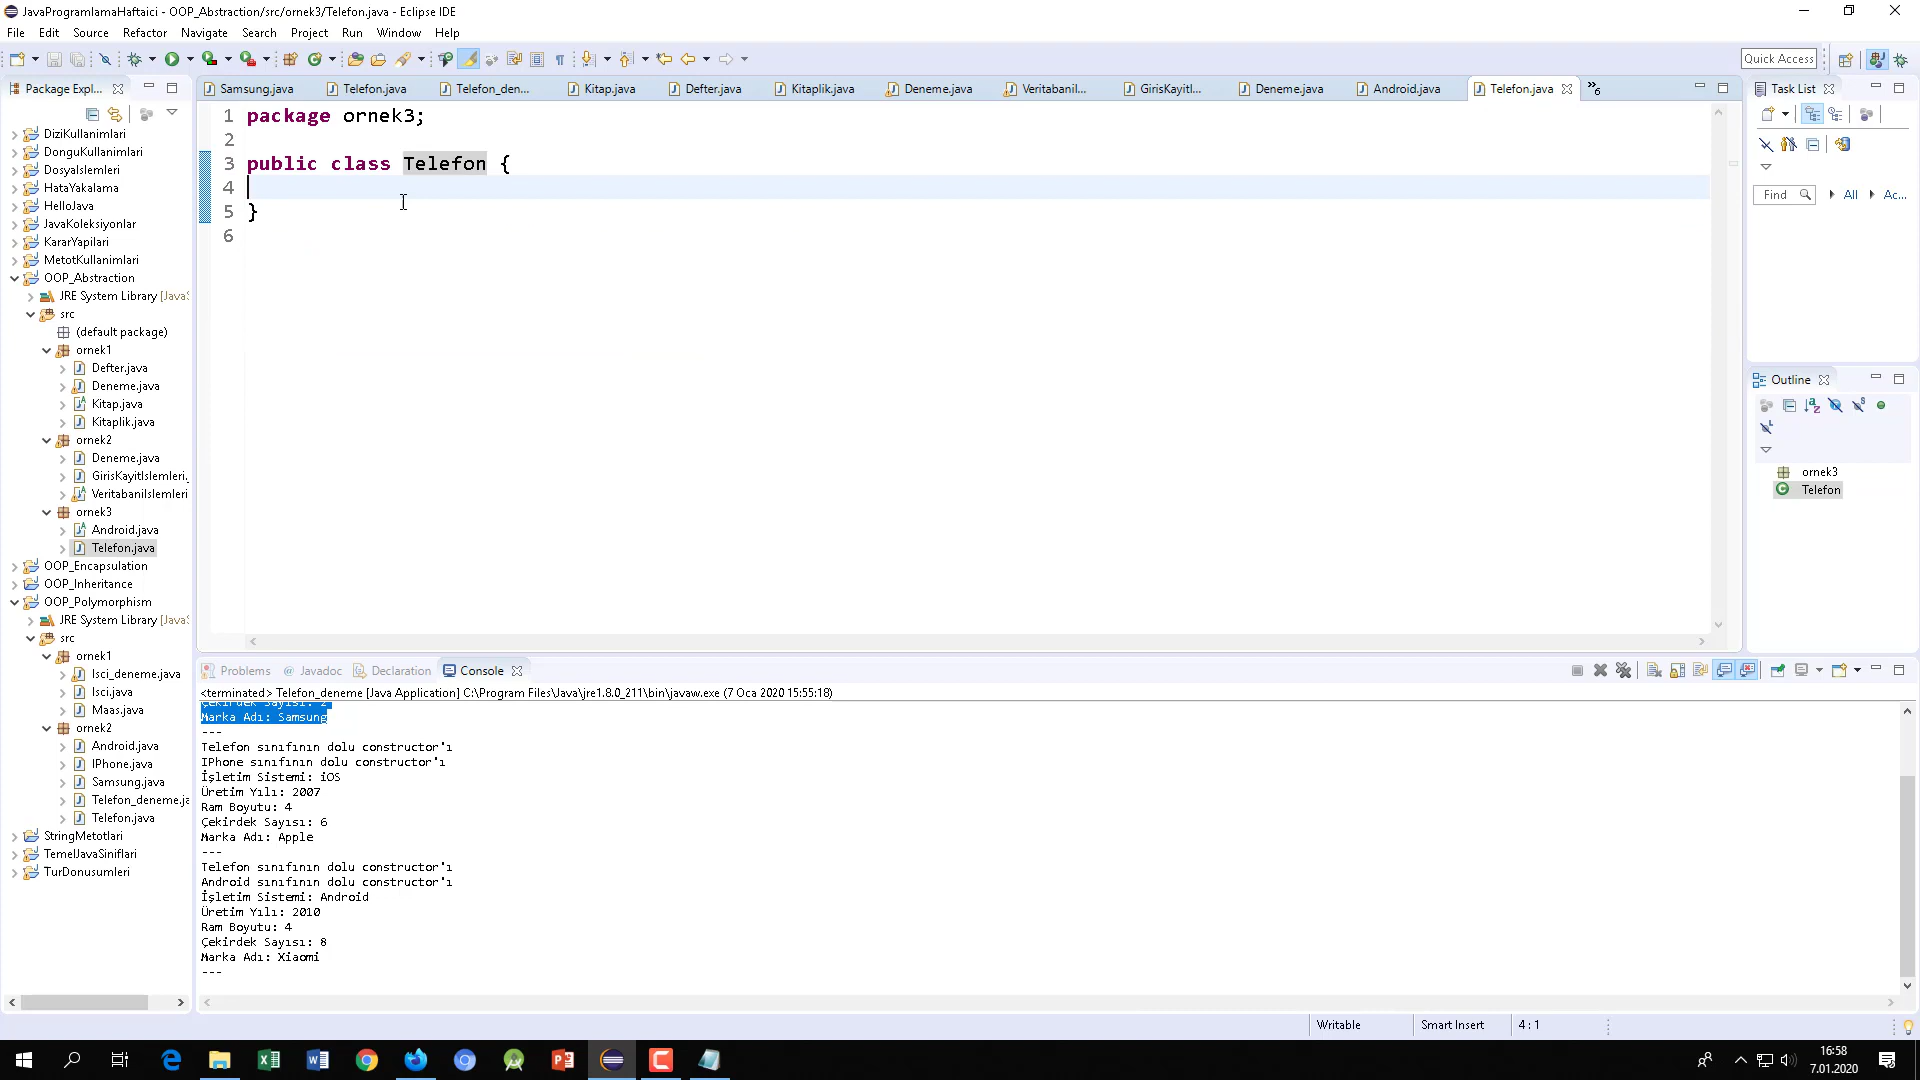 JavaProgramlamaHaftaici - OOP_Abstraction/src/ornek3/Telefon.java - Eclipse IDE
File Edit Source Refactor Navigate Search Project Run Window Help
Quick Access
Package Expl...
Samsung.java Telefon.java Telefon_den... Kitap.java Defter.java Kitaplik.java Deneme.java Veritabanil... GirisKayitl... Deneme.java Android.java Telefon.java »6
DiziKullanimlari
DonguKullanimlari
DosyaIslemleri
HataYakalama
HelloJava
JavaKoleksiyonlar
KararYapilari
MetotKullanimlari
OOP_Abstraction
JRE System Library [JavaS
src
(default package)
ornek1
Defter.java
Deneme.java
Kitap.java
Kitaplik.java
ornek2
Deneme.java
GirisKayitIslemleri.
VeritabaniIslemleri
ornek3
Android.java
Telefon.java
OOP_Encapsulation
OOP_Inheritance
OOP_Polymorphism
JRE System Library [JavaS
src
ornek1
Isci_deneme.java
Isci.java
Maas.java
ornek2
Android.java
IPhone.java
Samsung.java
Telefon_deneme.ja
Telefon.java
StringMetotlari
TemelJavaSiniflari
TurDonusumleri
1 package ornek3;
2
3 public class Telefon {
4
5 }
6
Task List
Find All Ac...
Outline
ornek3
Telefon
Problems @ Javadoc Declaration Console
<terminated> Telefon_deneme [Java Application] C:\Program Files\Java\jre1.8.0_211\bin\javaw.exe (7 Oca 2020 15:55:18)
Çekirdek Sayısı: 2
Marka Adı: Samsung
---
Telefon sınıfının dolu constructor'ı
IPhone sınıfının dolu constructor'ı
İşletim Sistemi: iOS
Üretim Yılı: 2007
Ram Boyutu: 4
Çekirdek Sayısı: 6
Marka Adı: Apple
---
Telefon sınıfının dolu constructor'ı
Android sınıfının dolu constructor'ı
İşletim Sistemi: Android
Üretim Yılı: 2010
Ram Boyutu: 4
Çekirdek Sayısı: 8
Marka Adı: Xiaomi
---
Writable Smart Insert 4 : 1
16:58
7.01.2020